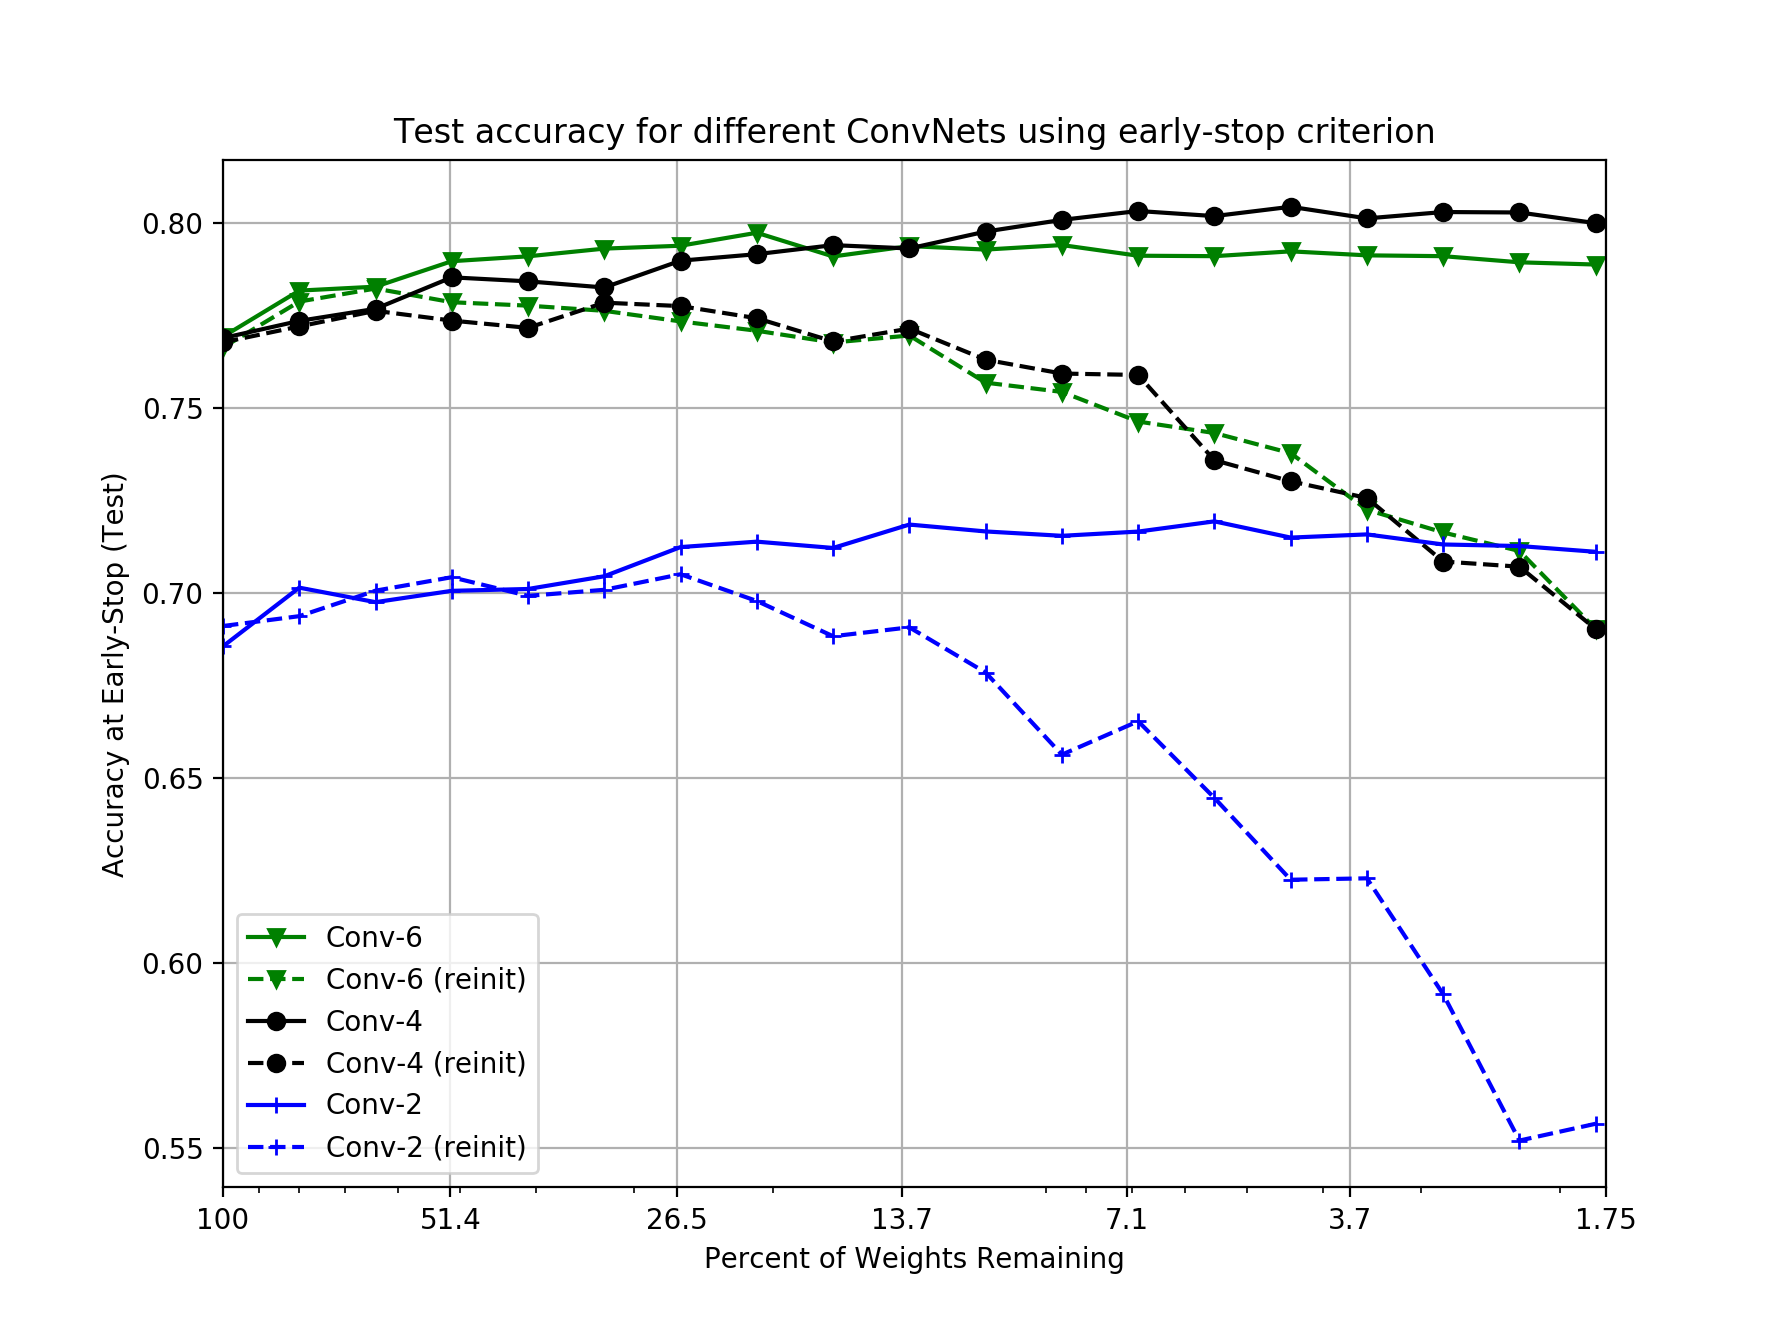 Test accuracy for different ConvNets using early-stop criterion
Accuracy at Early-Stop (Test)
0.80
0.75
0.70
0.65
0.60
0.55
Conv-6
Conv-6 (reinit)
Conv-4
Conv-4 (reinit)
Conv-2
Conv-2 (reinit)
100 51.4 26.5 13.7 7.1 3.7 1.75
Percent of Weights Remaining